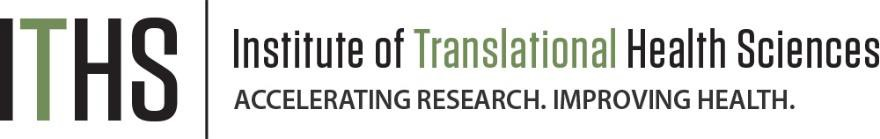 ITHS
Institute of Translational Health Sciences
ACCELERATING RESEARCH. IMPROVING HEALTH.